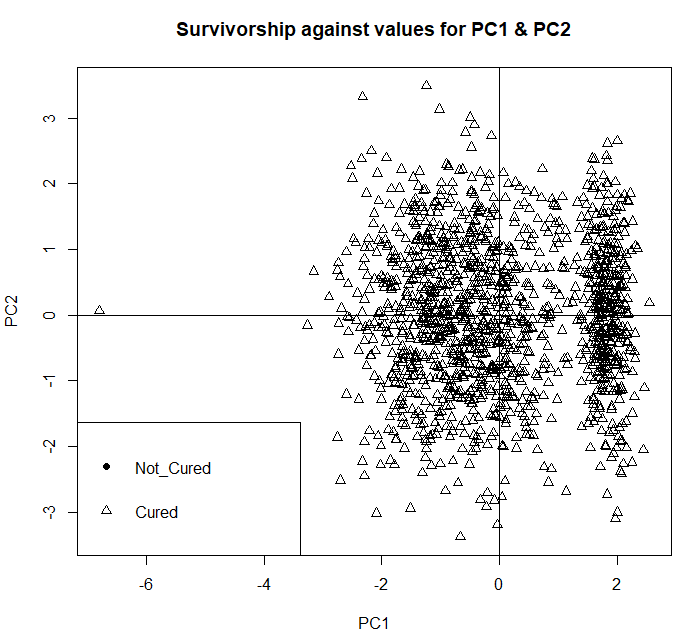 Survivorship against values for PC1 & PC2
3
2
1
0
-1
-2
-3
PC2
Not_Cured
Cured
-6 -4 -2 0 2
PC1